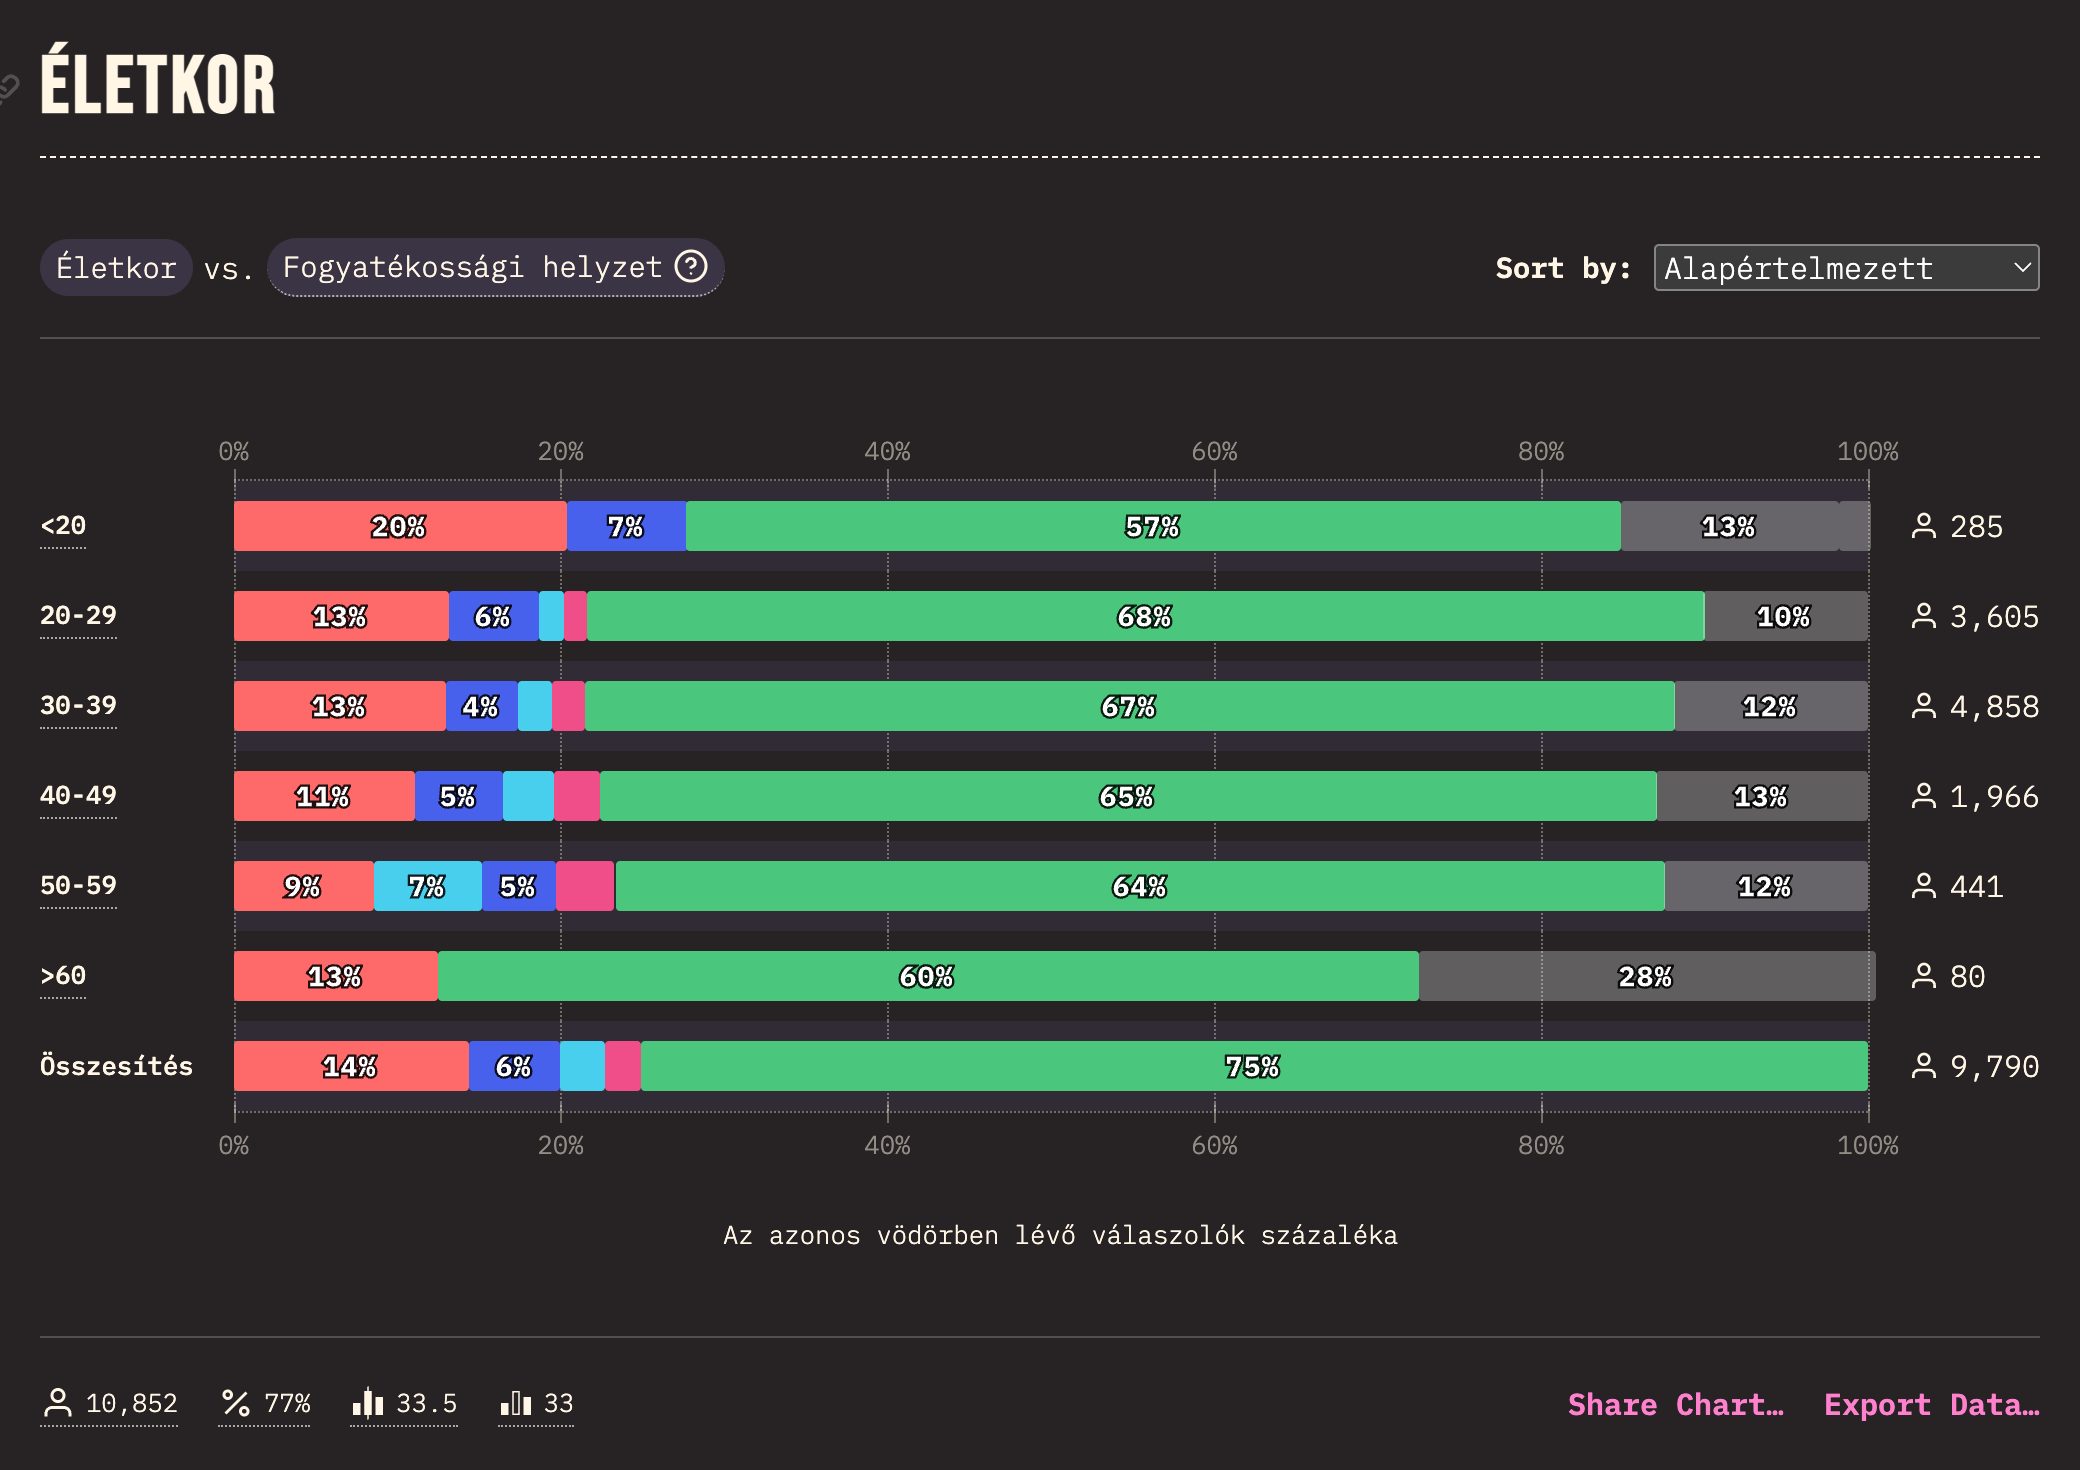 ÉLETKOR
Életkor vs. Fogyatékossági helyzet ? Sort by: Alapértelmezett
0% 20% 40% 60% 80% 100%
<20 20% 7% 57% 13% 285
20-29 13% 6% 68% 10% 3,605
30-39 13% 4% 67% 12% 4,858
40-49 11% 5% 65% 13% 1,966
50-59 9% 7% 5% 64% 12% 441
>60 13% 60% 28% 80
Összesítés 14% 6% 75% 9,790
0% 20% 40% 60% 80% 100%
Az azonos vödörben lévő válaszolók százaléka
10,852 % 77% 33.5 33 Share Chart… Export Data…